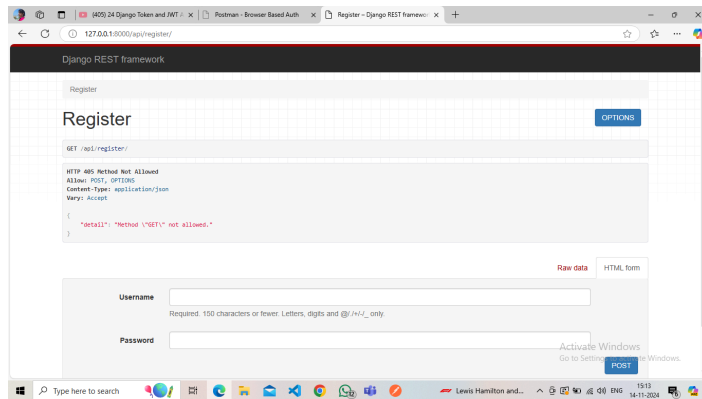 (405) 24 Django Token and JWT A
Postman - Browser Based Auth
Register – Django REST framewor
127.0.0.1:8000/api/register/
Django REST framework
Register
Register
OPTIONS
GET /api/register/
HTTP 405 Method Not Allowed
Allow: POST, OPTIONS
Content-Type: application/json
Vary: Accept
{
"detail": "Method \"GET\" not allowed."
}
Raw data
HTML form
Username
Required. 150 characters or fewer. Letters, digits and @/./+/-/_ only.
Password
Activate Windows
Go to Settings to activate Windows.
POST
Type here to search
Lewis Hamilton and...
ENG
15:13
14-11-2024